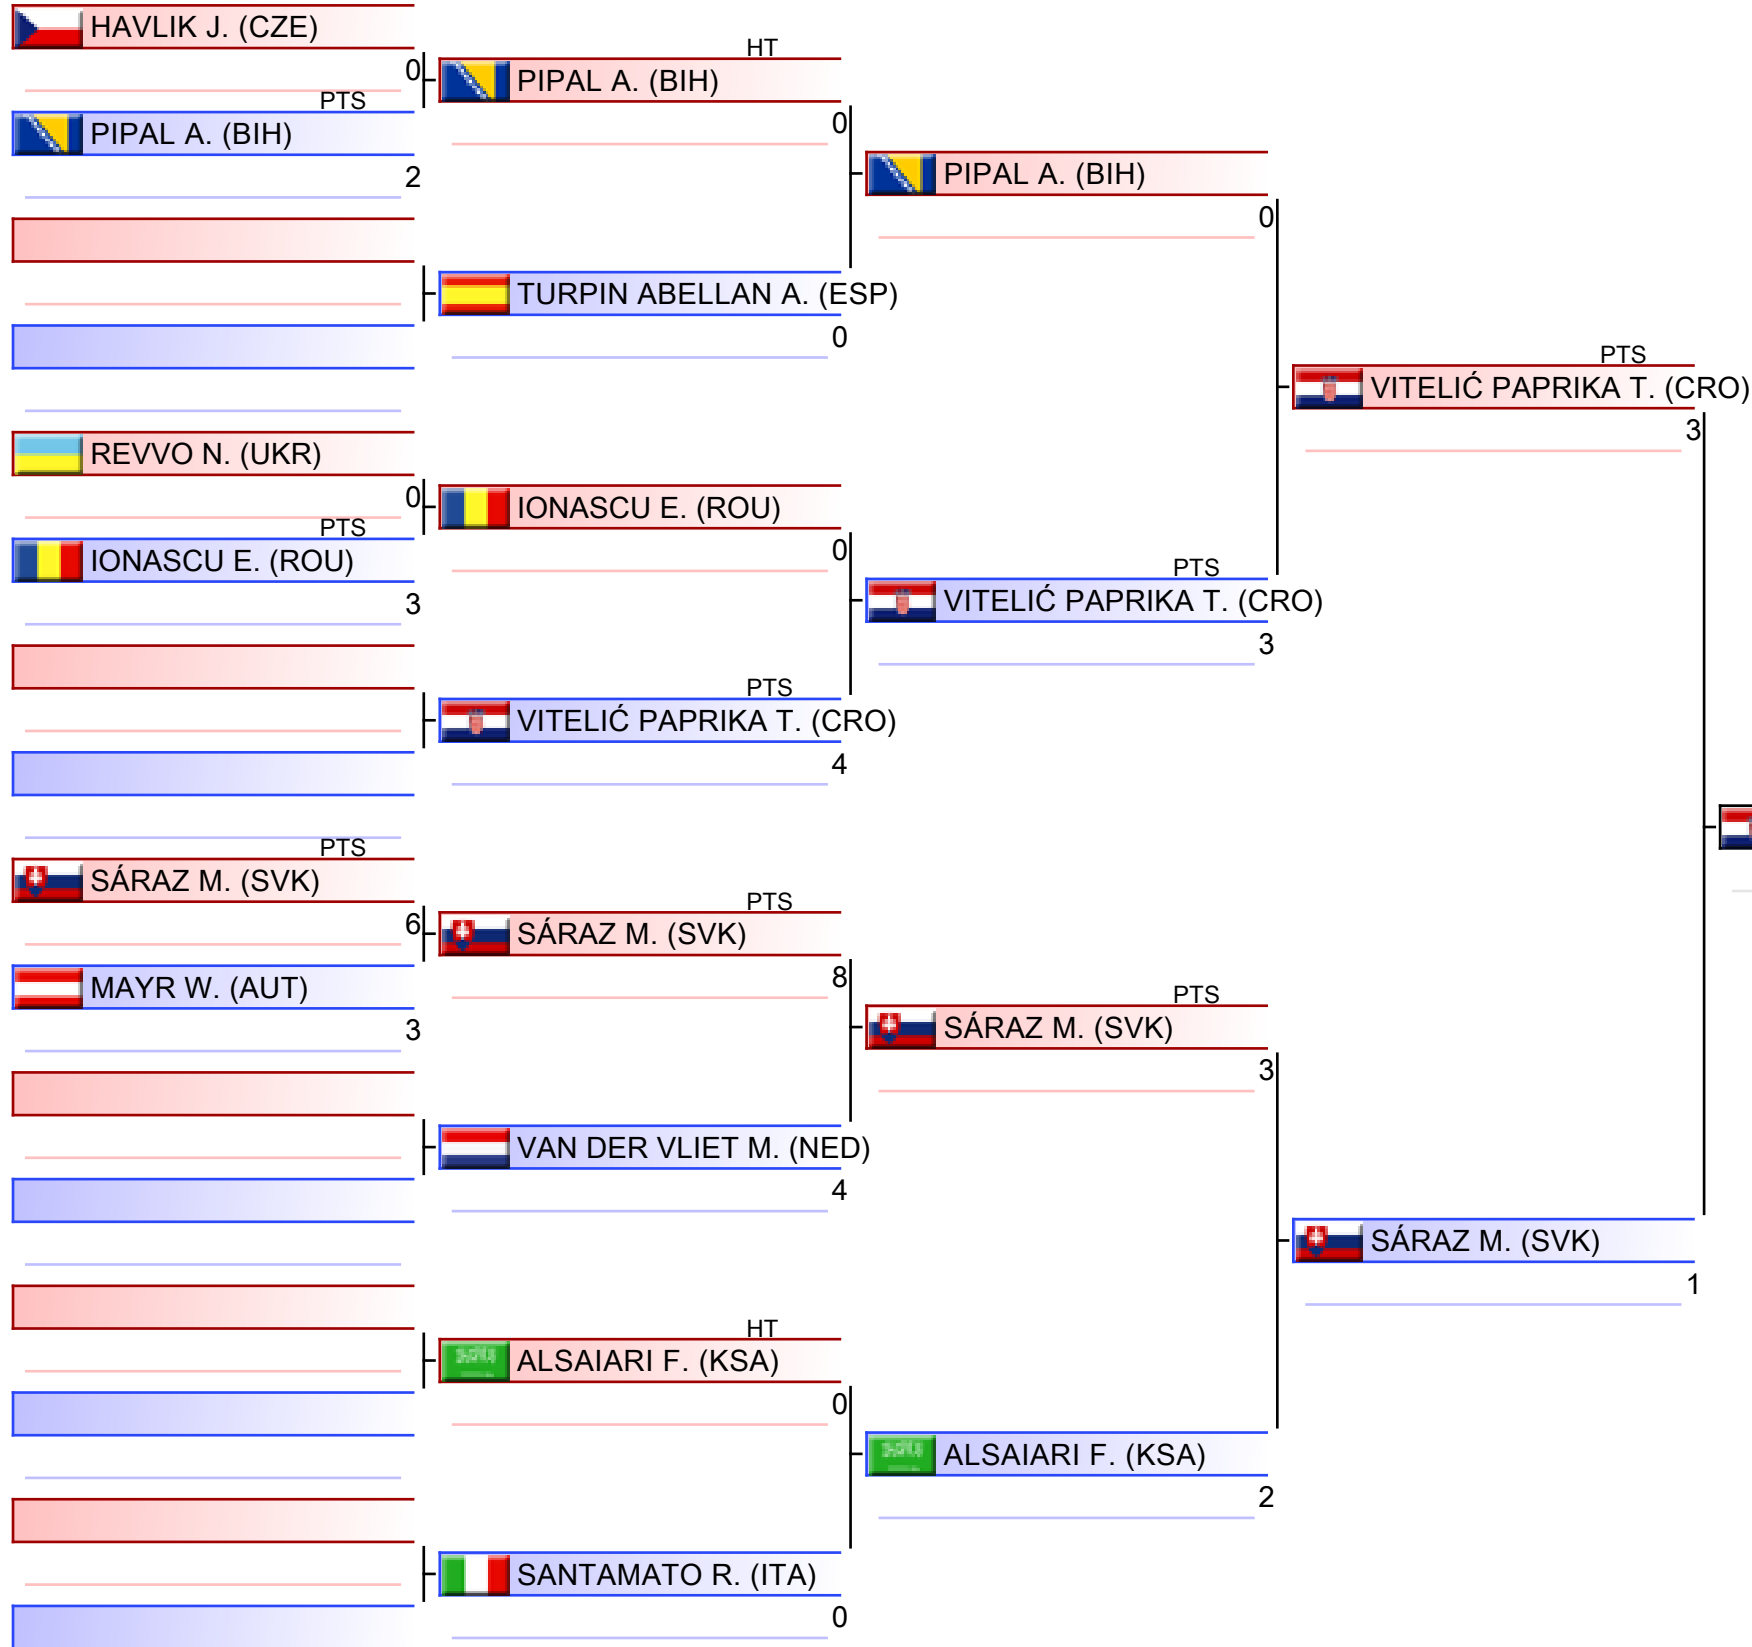 HAVLIK J. (CZE)
0
PTS
PIPAL A. (BIH)
2
REVVO N. (UKR)
0
PTS
IONASCU E. (ROU)
3
PTS
SÁRAZ M. (SVK)
6
MAYR W. (AUT)
3
HT
PIPAL A. (BIH)
0
TURPIN ABELLAN A. (ESP)
0
IONASCU E. (ROU)
0
PTS
VITELIĆ PAPRIKA T. (CRO)
4
PTS
SÁRAZ M. (SVK)
8
VAN DER VLIET M. (NED)
4
HT
ALSAIARI F. (KSA)
0
SANTAMATO R. (ITA)
0
PIPAL A. (BIH)
0
PTS
VITELIĆ PAPRIKA T. (CRO)
3
PTS
SÁRAZ M. (SVK)
3
ALSAIARI F. (KSA)
2
PTS
VITELIĆ PAPRIKA T. (CRO)
3
SÁRAZ M. (SVK)
1